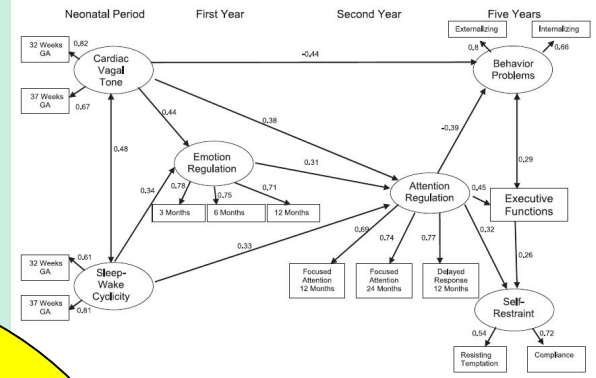 Neonatal Period
First Year
Second Year
Five Years
Externalizing
Internalizing
0.8
0.66
32 Weeks
GA
0.82
Cardiac
Vagal
Tone
-0.44
Behavior
Problems
37 Weeks
GA
0.67
0.44
0.38
-0.39
0.48
Emotion
Regulation
0.31
0.29
0.34
0.78
0.75
0.71
3 Months
6 Months
12 Months
Attention
Regulation
0.45
Executive
Functions
0.33
0.69
0.74
0.77
0.32
0.26
32 Weeks
GA
0.61
Sleep-
Wake
Cyclicity
37 Weeks
GA
0.81
Focused
Attention
12 Months
Focused
Attention
24 Months
Delayed
Response
12 Months
Self-
Restraint
0.54
0.72
Resisting
Temptation
Compliance